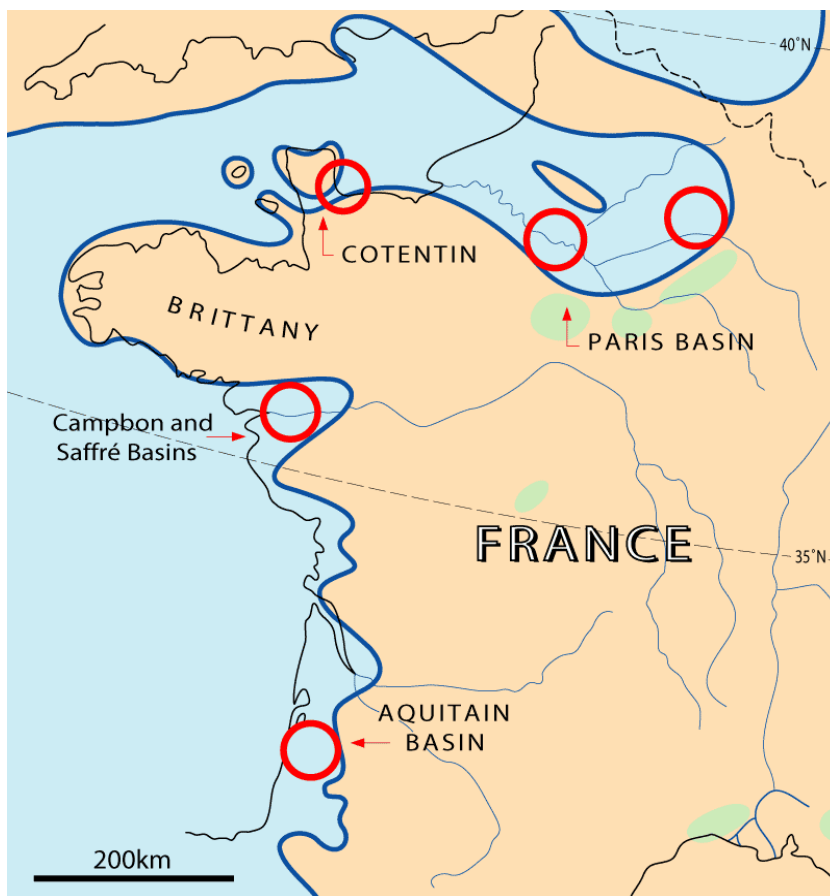 40°N
COTENTIN
BRITTANY
PARIS BASIN
Campbon and
Saffré Basins
FRANCE
35°N
AQUITAIN
BASIN
200km